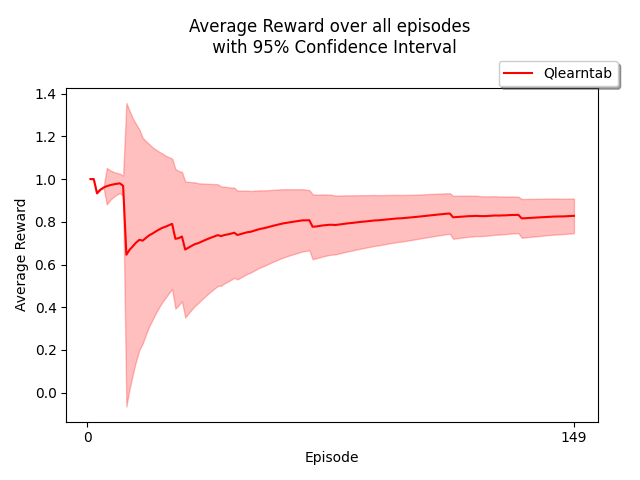 Average Reward over all episodes
with 95% Confidence Interval
Qlearntab
1.4
1.2
1.0
0.8
0.6
0.4
0.2
0.0
Average Reward
0
149
Episode